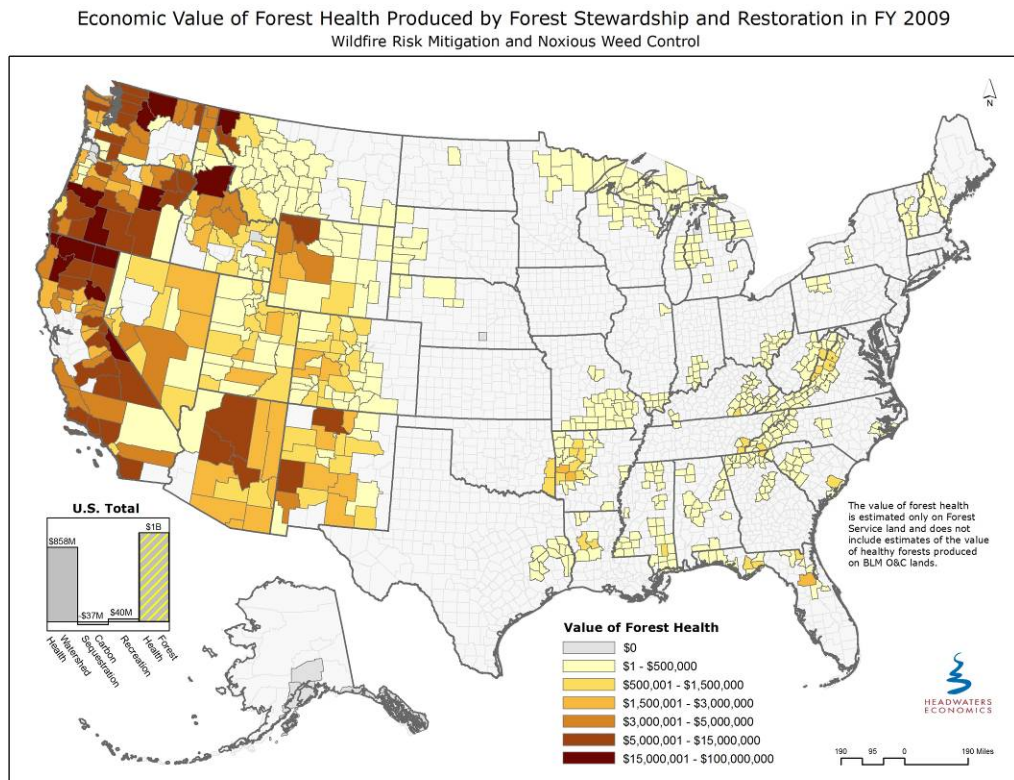 Economic Value of Forest Health Produced by Forest Stewardship and Restoration in FY 2009
Wildfire Risk Mitigation and Noxious Weed Control
N
U.S. Total
$1B
$858M
-$37M
$40M
Watershed
Health
Carbon
Sequestration
Recreation
Forest
Health
The value of forest health
is estimated only on Forest
Service land and does not
include estimates of the value
of healthy forests produced
on BLM O&C lands.
Value of Forest Health
$0
$1 - $500,000
$500,001 - $1,500,000
$1,500,001 - $3,000,000
$3,000,001 - $5,000,000
$5,000,001 - $15,000,000
$15,000,001 - $100,000,000
HEADWATERS
ECONOMICS
190 95 0 190 Miles